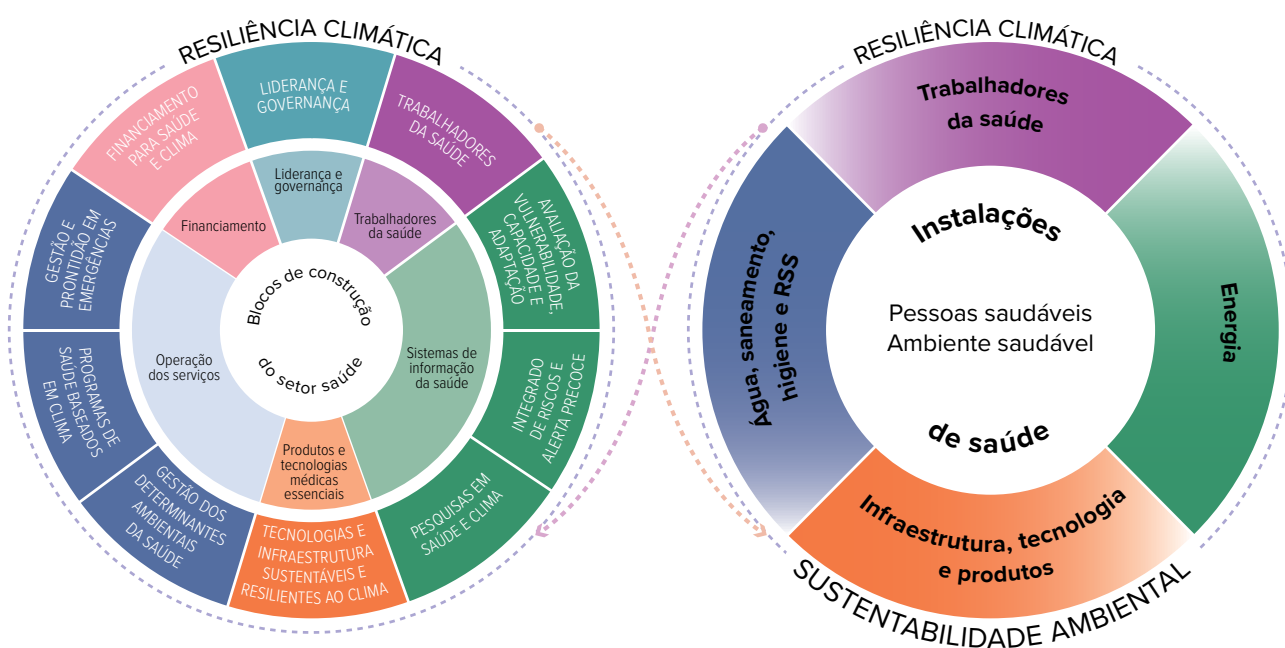 RESILIÊNCIA CLIMÁTICA
LIDERANÇA E
GOVERNANÇA
TRABALHADORES
DA SAÚDE
AVALIAÇÃO DA
VULNERABILIDADE,
CAPACIDADE E
ADAPTAÇÃO
INTEGRADO
DE RISCOS E
ALERTA PRECOCE
PESQUISAS EM
SAÚDE E CLIMA
TECNOLOGIAS E
INFRAESTRUTURA
SUSTENTÁVEIS E
RESILIENTES AO CLIMA
GESTÃO DOS
DETERMINANTES
AMBIENTAIS
DA SAÚDE
PROGRAMAS DE
SAÚDE BASEADOS
EM CLIMA
GESTÃO E
PRONTIDÃO EM
EMERGÊNCIAS
FINANCIAMENTO
PARA SAÚDE
E CLIMA
Liderança e
governança
Trabalhadores
da saúde
Sistemas de
informação
da saúde
Produtos e
tecnologias
médicas
essenciais
Operação
dos serviços
Financiamento
Blocos de construção
do setor saúde
RESILIÊNCIA CLIMÁTICA
Trabalhadores
da saúde
Energia
Infraestrutura, tecnologia
e produtos
Água, saneamento,
higiene e RSS
Instalações
Pessoas saudáveis
Ambiente saudável
de saúde
SUSTENTABILIDADE AMBIENTAL